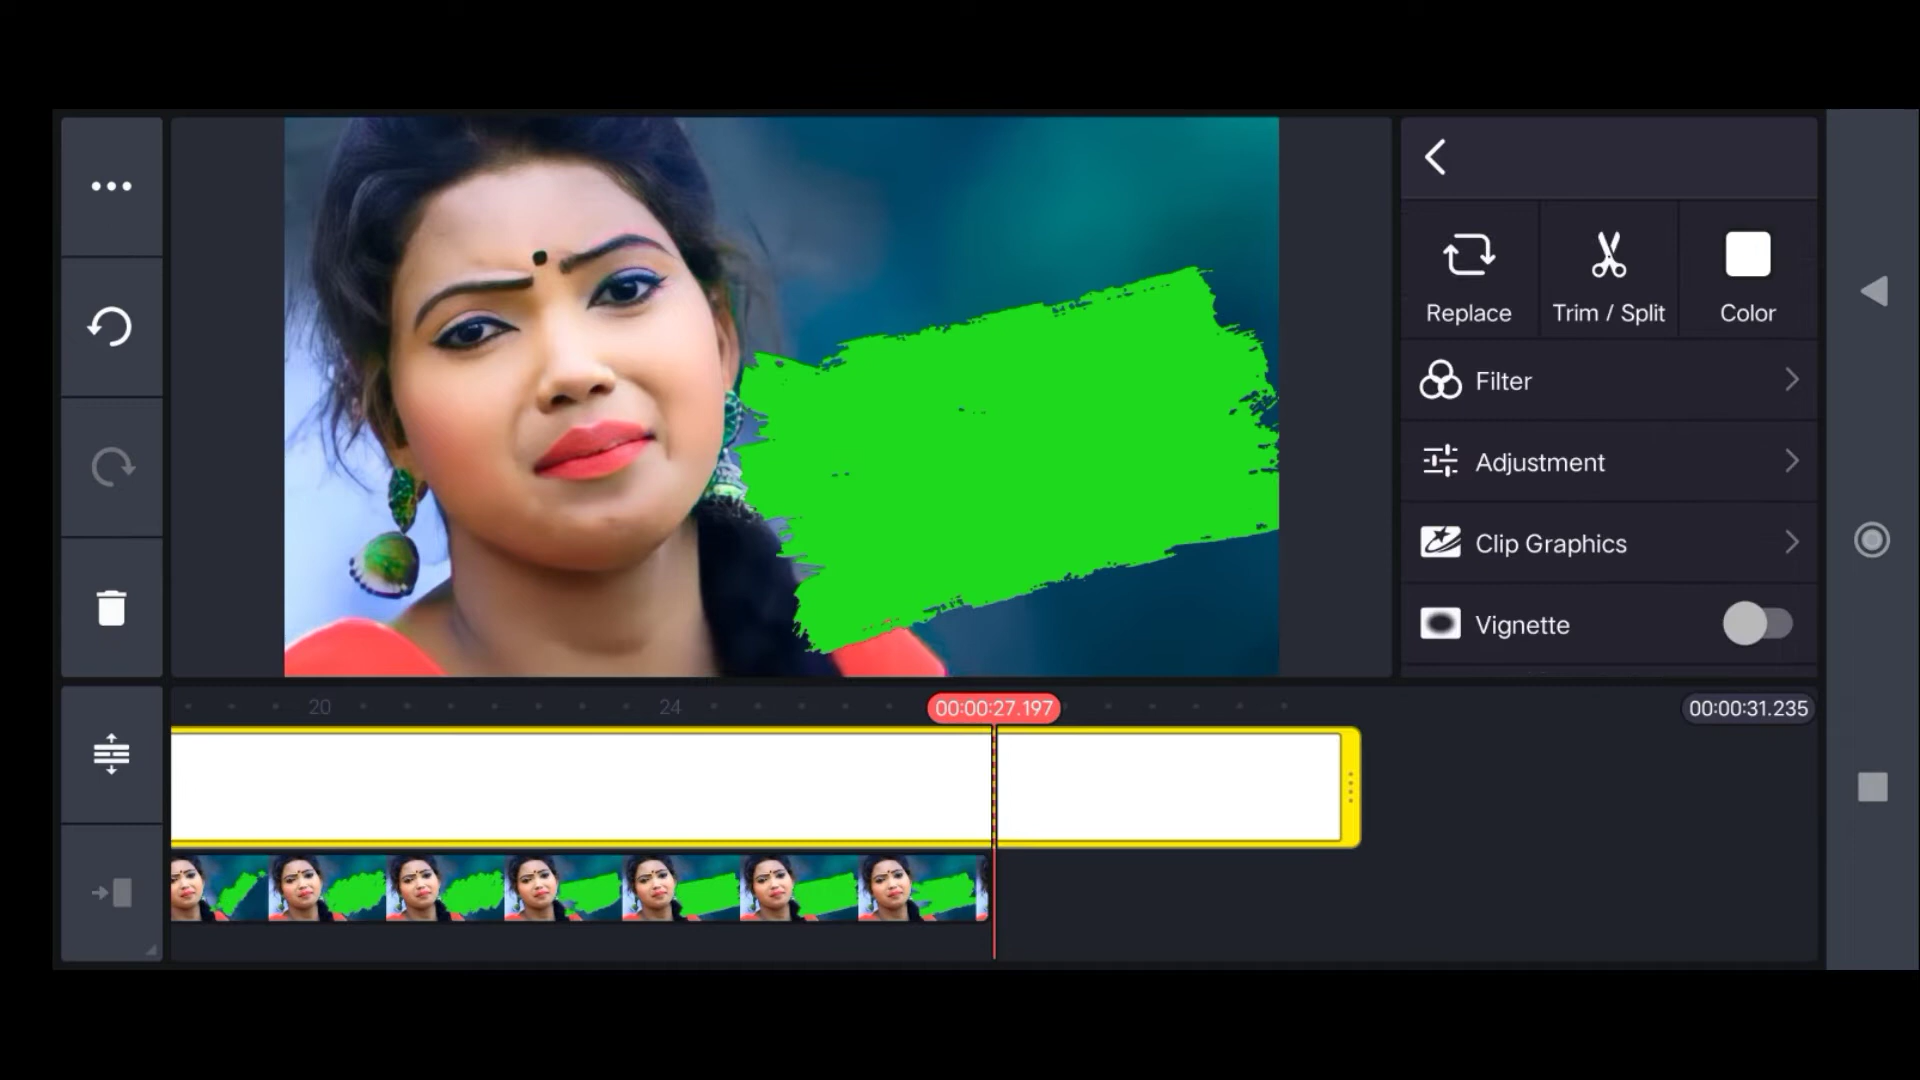 Replace
Trim / Split
Color
Filter
Adjustment
Clip Graphics
Vignette
20
24
00:00:27.197
00:00:31.235